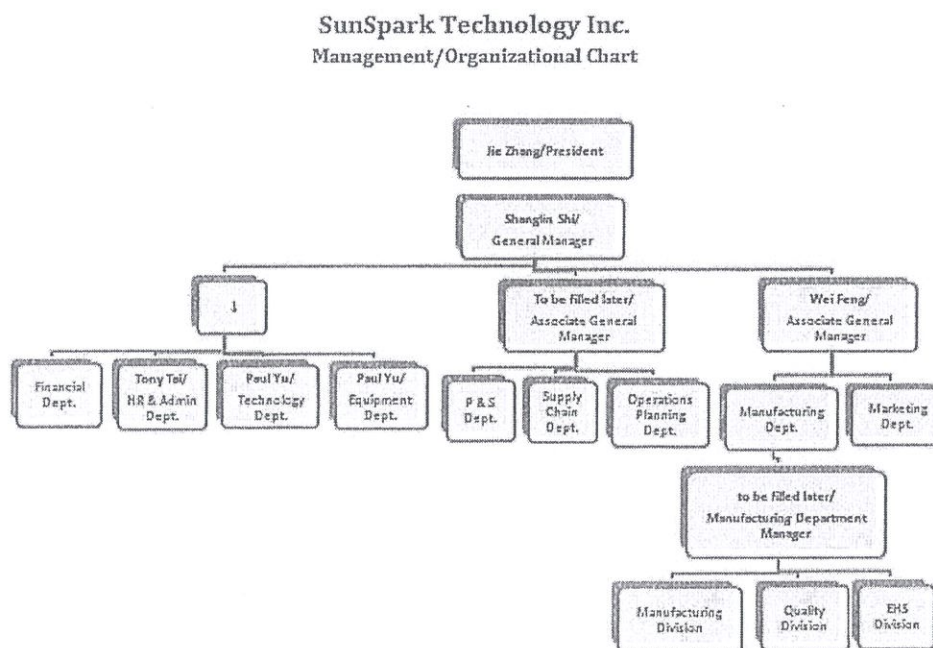 SunSpark Technology Inc.
Management/Organizational Chart
Jie Zhang/President
Shanglin Shi/
General Manager
↓
To be filled later/
Associate General
Manager
Wei Feng/
Associate General
Manager
Financial
Dept.
Tony Tsi/
HR & Admin
Dept.
Paul Yu/
Technology
Dept.
Paul Yu/
Equipment
Dept.
P & S
Dept.
Supply
Chain
Dept.
Operations
Planning
Dept.
Manufacturing
Dept.
Marketing
Dept.
to be filled later/
Manufacturing Department
Manager
Manufacturing
Division
Quality
Division
EHS
Division